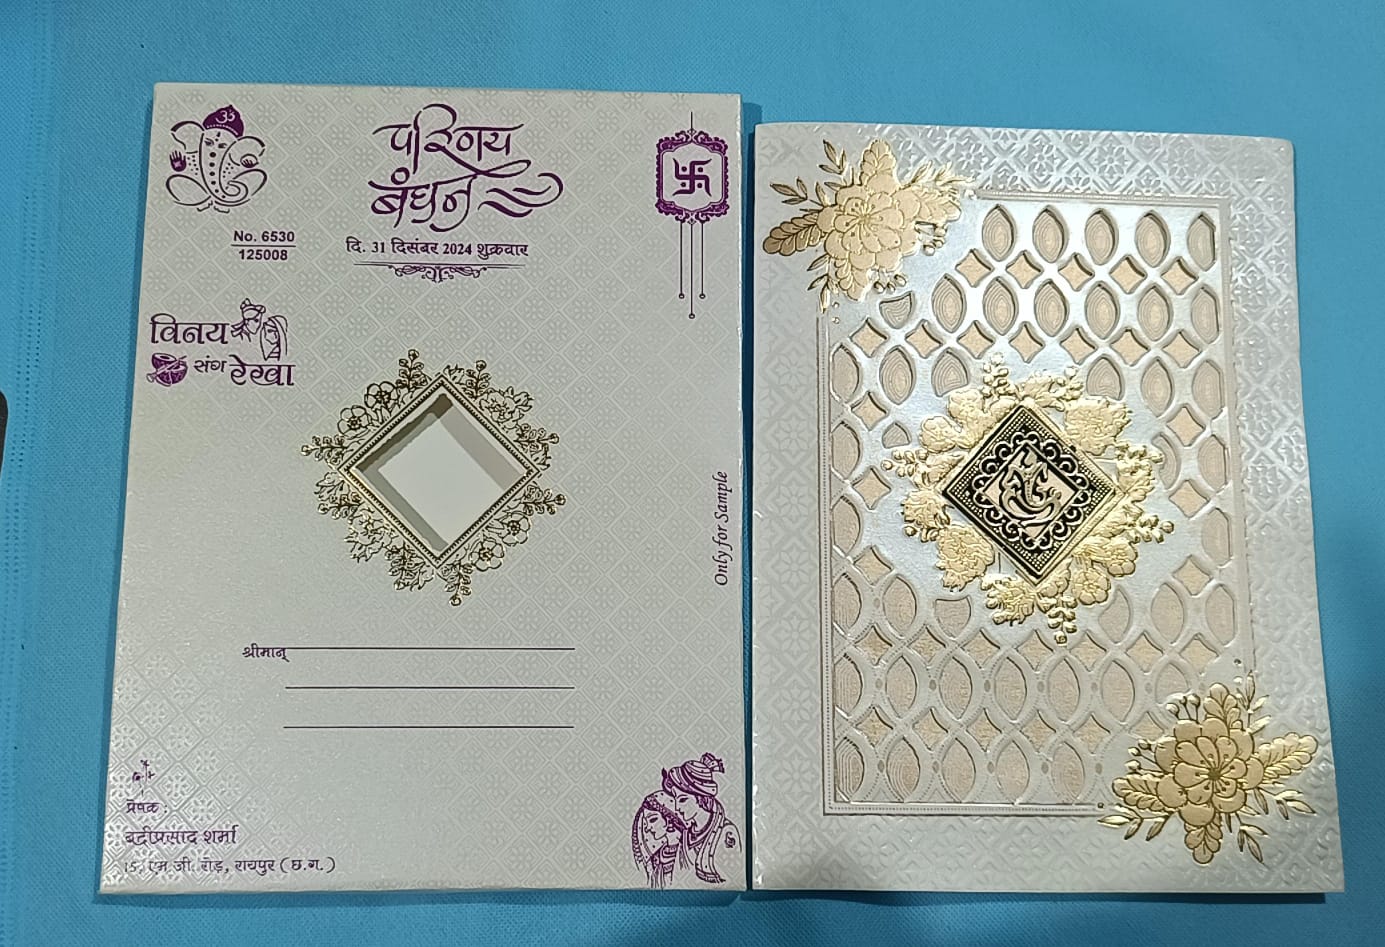 ॐ
परिणय
बंधन
No. 6530
125008
दि. 31 दिसंबर 2024 शुक्रवार
विनय
संग रेखा
Only for Sample
श्रीमान्
प्रेषक :
बद्रीप्रसाद शर्मा
15, एम.जी. रोड़, रायपुर (छ.ग.)